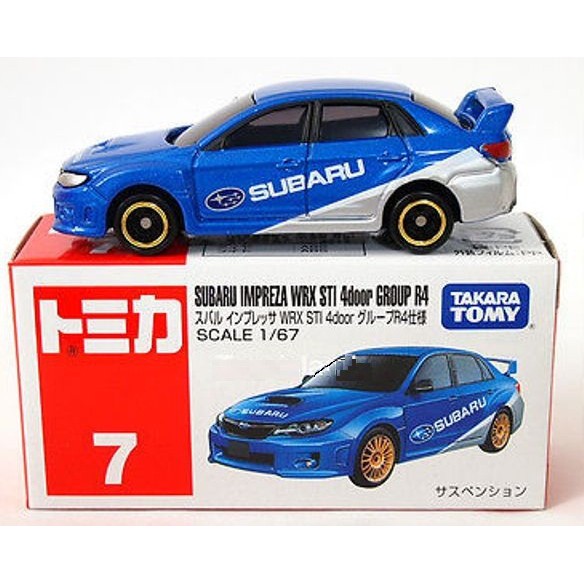 SUBARU
トミカ
®
7
SUBARU IMPREZA WRX STI 4door GROUP R4
スバル インプレッサ WRX STI 4door グループR4仕様
SCALE 1/67
TAKARA
TOMY
SUBARU
サスペンション